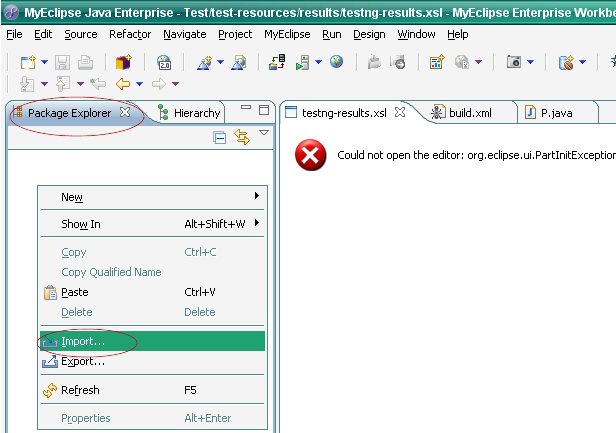 MyEclipse Java Enterprise - Test/test-resources/results/testng-results.xsl - MyEclipse Enterprise Workb
File Edit Source Refactor Navigate Project MyEclipse Run Design Window Help
2.0
Package Explorer Hierarchy testng-results.xsl build.xml P.java
Could not open the editor: org.eclipse.ui.PartInitException
New
Show In Alt+Shift+W
Copy Ctrl+C
Copy Qualified Name
Paste Ctrl+V
Delete Delete
Import...
Export...
Refresh F5
Properties Alt+Enter